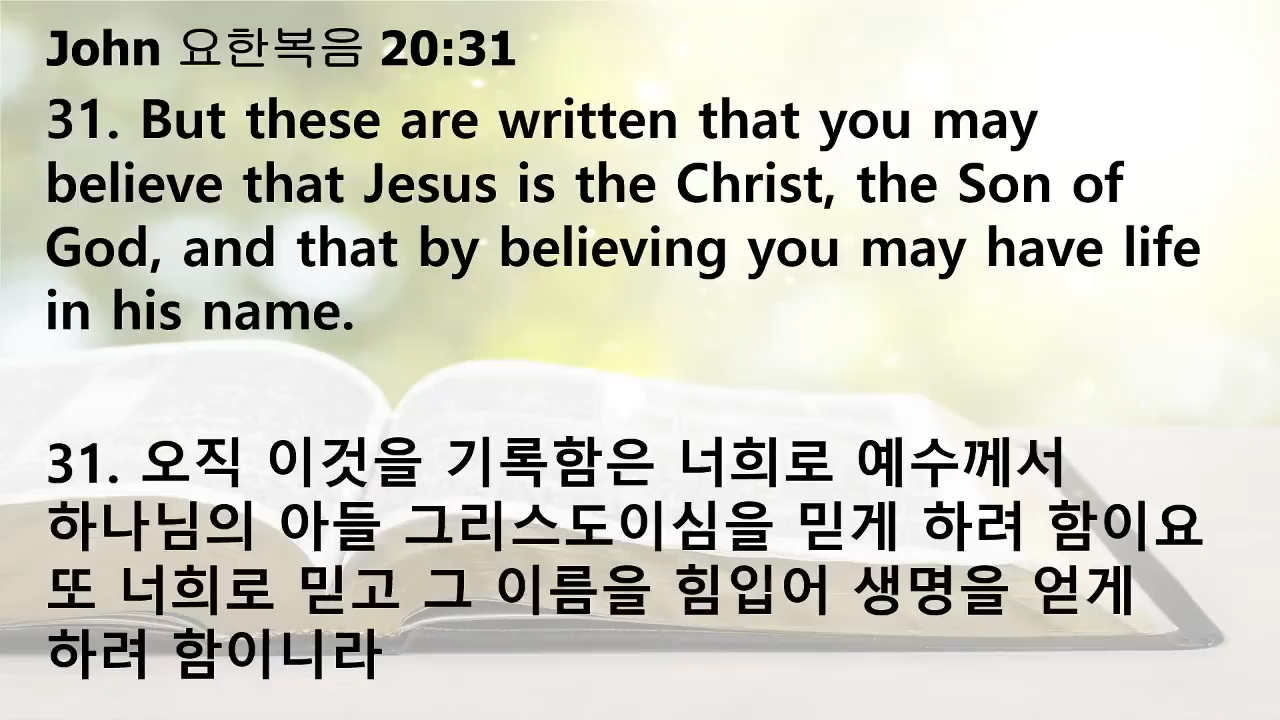 John 요한복음 20:31
31. But these are written that you may
believe that Jesus is the Christ, the Son of
God, and that by believing you may have life
in his name.
31. 오직 이것을 기록함은 너희로 예수께서
하나님의 아들 그리스도이심을 믿게 하려 함이요
또 너희로 믿고 그 이름을 힘입어 생명을 얻게
하려 함이니라